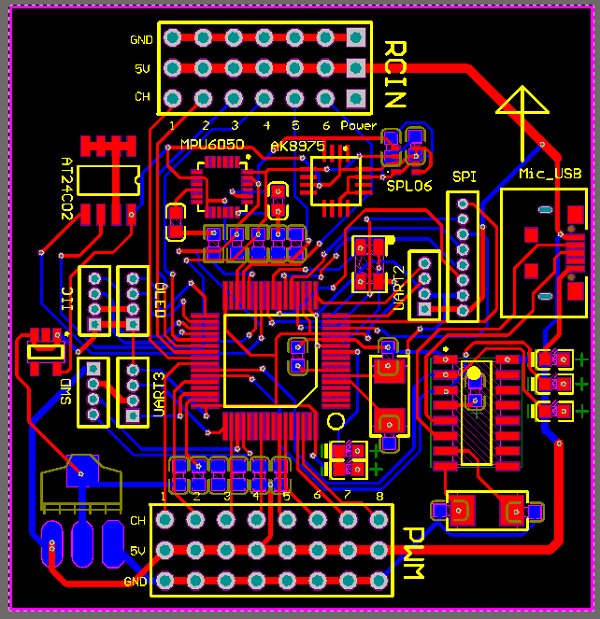 GND
5V
CH
RCIN
1 2 3 4 5 6 Power
MPU6050
AK8975
SPL06
AT24C02
SPI
Mic_USB
IIC
OLED
UART2
SWD
UART3
1 2 3 4 5 6 7 8
CH
5V
GND
PWM